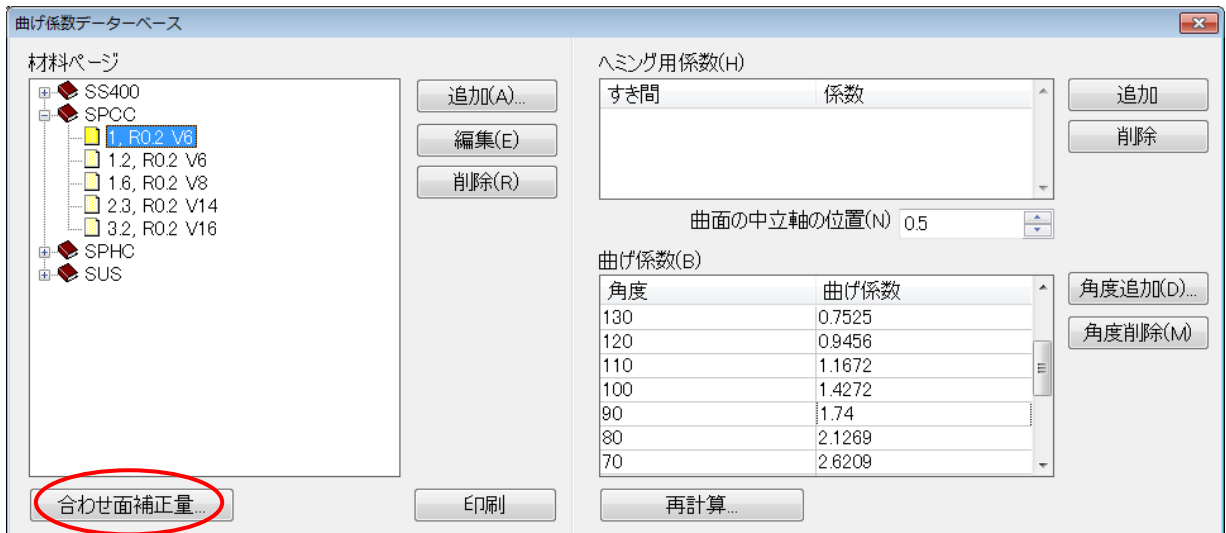 曲げ係数データーベース
材料ページ
SS400
SPCC
1, R0.2 V6
1.2, R0.2 V6
1.6, R0.2 V8
2.3, R0.2 V14
3.2, R0.2 V16
SPHC
SUS
追加(A)...
編集(E)
削除(R)
合わせ面補正量...
印刷
ヘミング用係数(H)
すき間 係数
追加
削除
曲面の中立軸の位置(N) 0.5
曲げ係数(B)
角度 曲げ係数
130 0.7525
120 0.9456
110 1.1672
100 1.4272
90 1.74
80 2.1269
70 2.6209
角度追加(D)...
角度削除(M)
再計算...